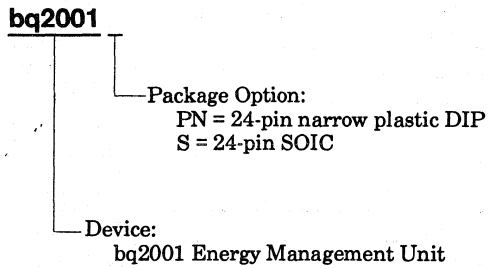 bq2001
Package Option:
PN = 24-pin narrow plastic DIP
S = 24-pin SOIC
Device:
bq2001 Energy Management Unit